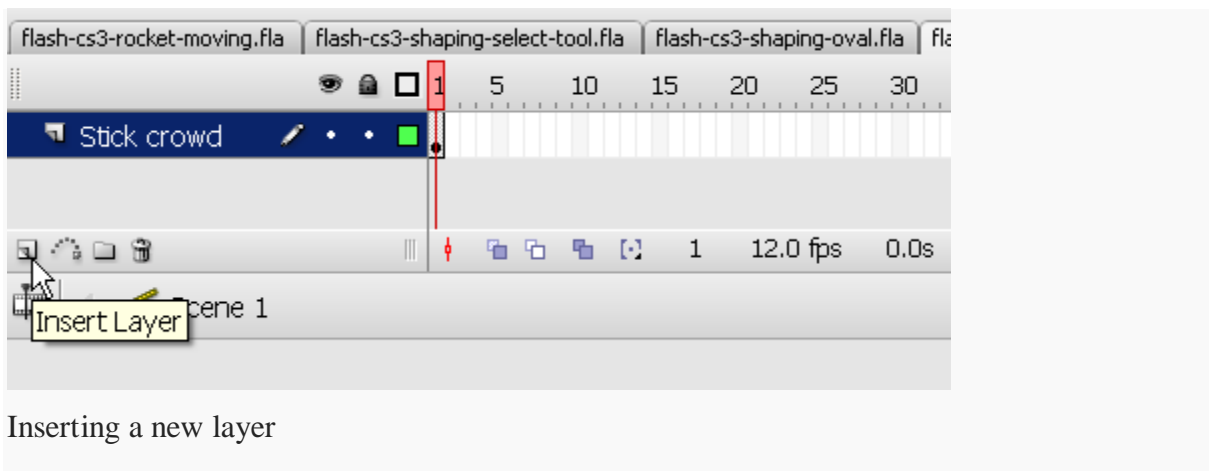 flash-cs3-rocket-moving.fla flash-cs3-shaping-select-tool.fla flash-cs3-shaping-oval.fla fla
1 5 10 15 20 25 30
Stick crowd
1 12.0 fps 0.0s
Scene 1
Insert Layer
Inserting a new layer